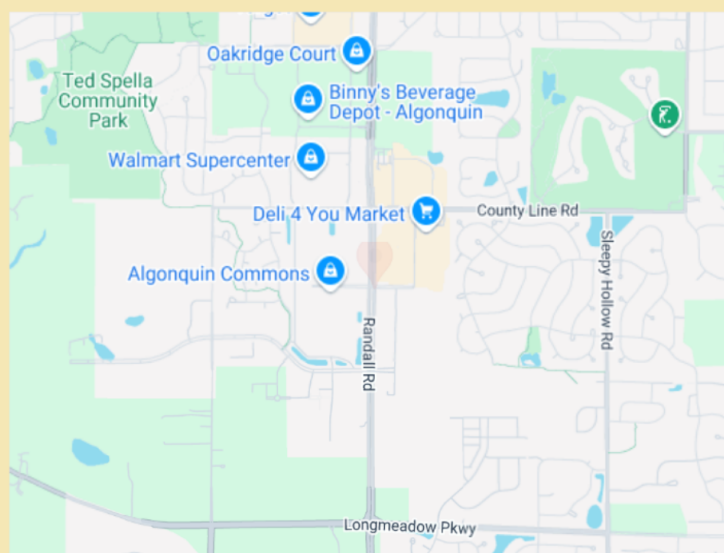 Oakridge Court
Ted Spella
Community
Park
Binny's Beverage
Depot - Algonquin
Walmart Supercenter
Deli 4 You Market
County Line Rd
Sleepy Hollow Rd
Algonquin Commons
Randall Rd
Longmeadow Pkwy